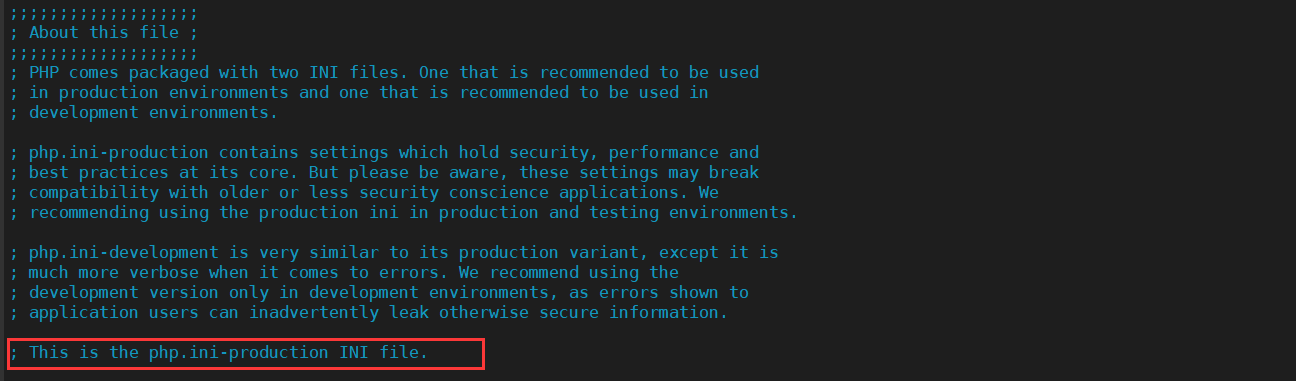 ;;;;;;;;;;;;;;;;;;;
; About this file ;
;;;;;;;;;;;;;;;;;;;
; PHP comes packaged with two INI files. One that is recommended to be used
; in production environments and one that is recommended to be used in
; development environments.
; php.ini-production contains settings which hold security, performance and
; best practices at its core. But please be aware, these settings may break
; compatibility with older or less security conscience applications. We
; recommending using the production ini in production and testing environments.
; php.ini-development is very similar to its production variant, except it is
; much more verbose when it comes to errors. We recommend using the
; development version only in development environments, as errors shown to
; application users can inadvertently leak otherwise secure information.
; This is the php.ini-production INI file.